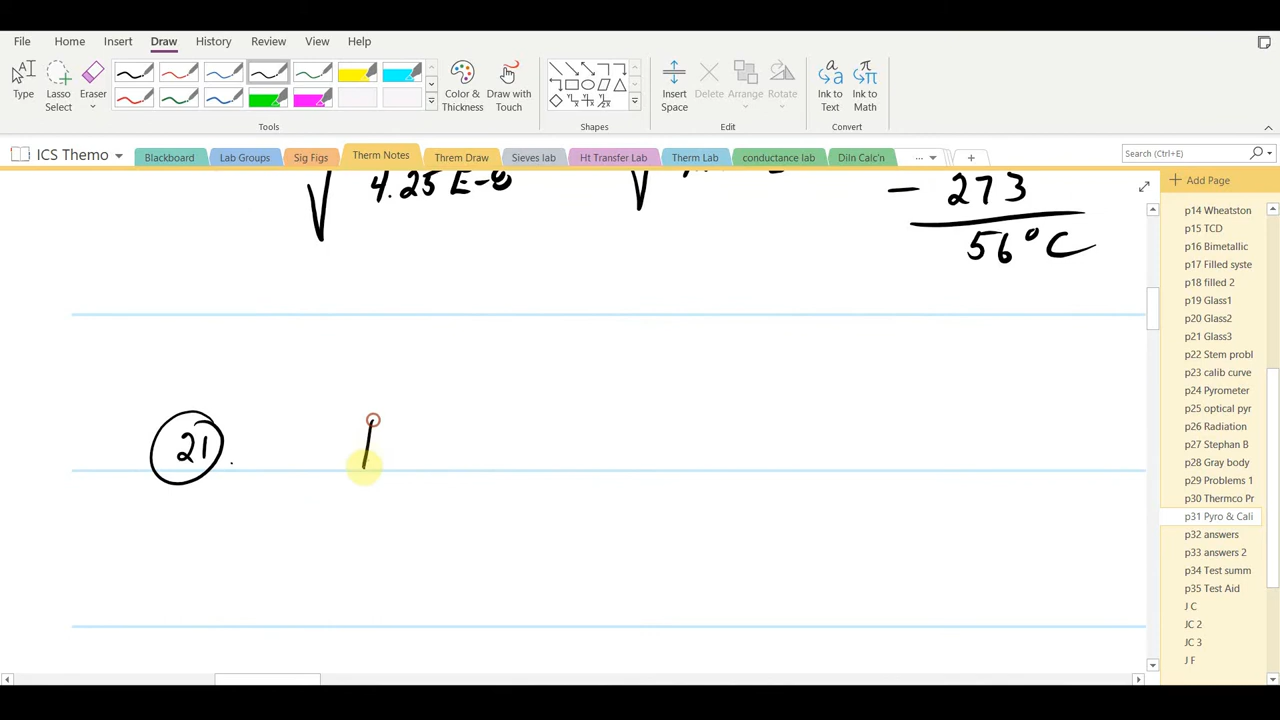 File Home Insert Draw History Review View Help
Type Lasso Select Eraser Color & Thickness Draw with Touch Insert Space Delete Arrange Rotate Ink to Text Ink to Math
Tools Shapes Edit Convert
ICS Themo Blackboard Lab Groups Sig Figs Therm Notes Threm Draw Sieves lab Ht Transfer Lab Therm Lab conductance lab Diln Calc'n ... + Search (Ctrl+E)
Add Page
p14 Wheatston
p15 TCD
p16 Bimetallic
p17 Filled syste
p18 filled 2
p19 Glass1
p20 Glass2
p21 Glass3
p22 Stem probl
p23 calib curve
p24 Pyrometer
p25 optical pyr
p26 Radiation
p27 Stephan B
p28 Gray body
p29 Problems 1
p30 Thermco Pr
p31 Pyro & Cali
p32 answers
p33 answers 2
p34 Test summ
p35 Test Aid
J C
JC 2
JC 3
J F
4.25 E-8
- 273
56°C
21.